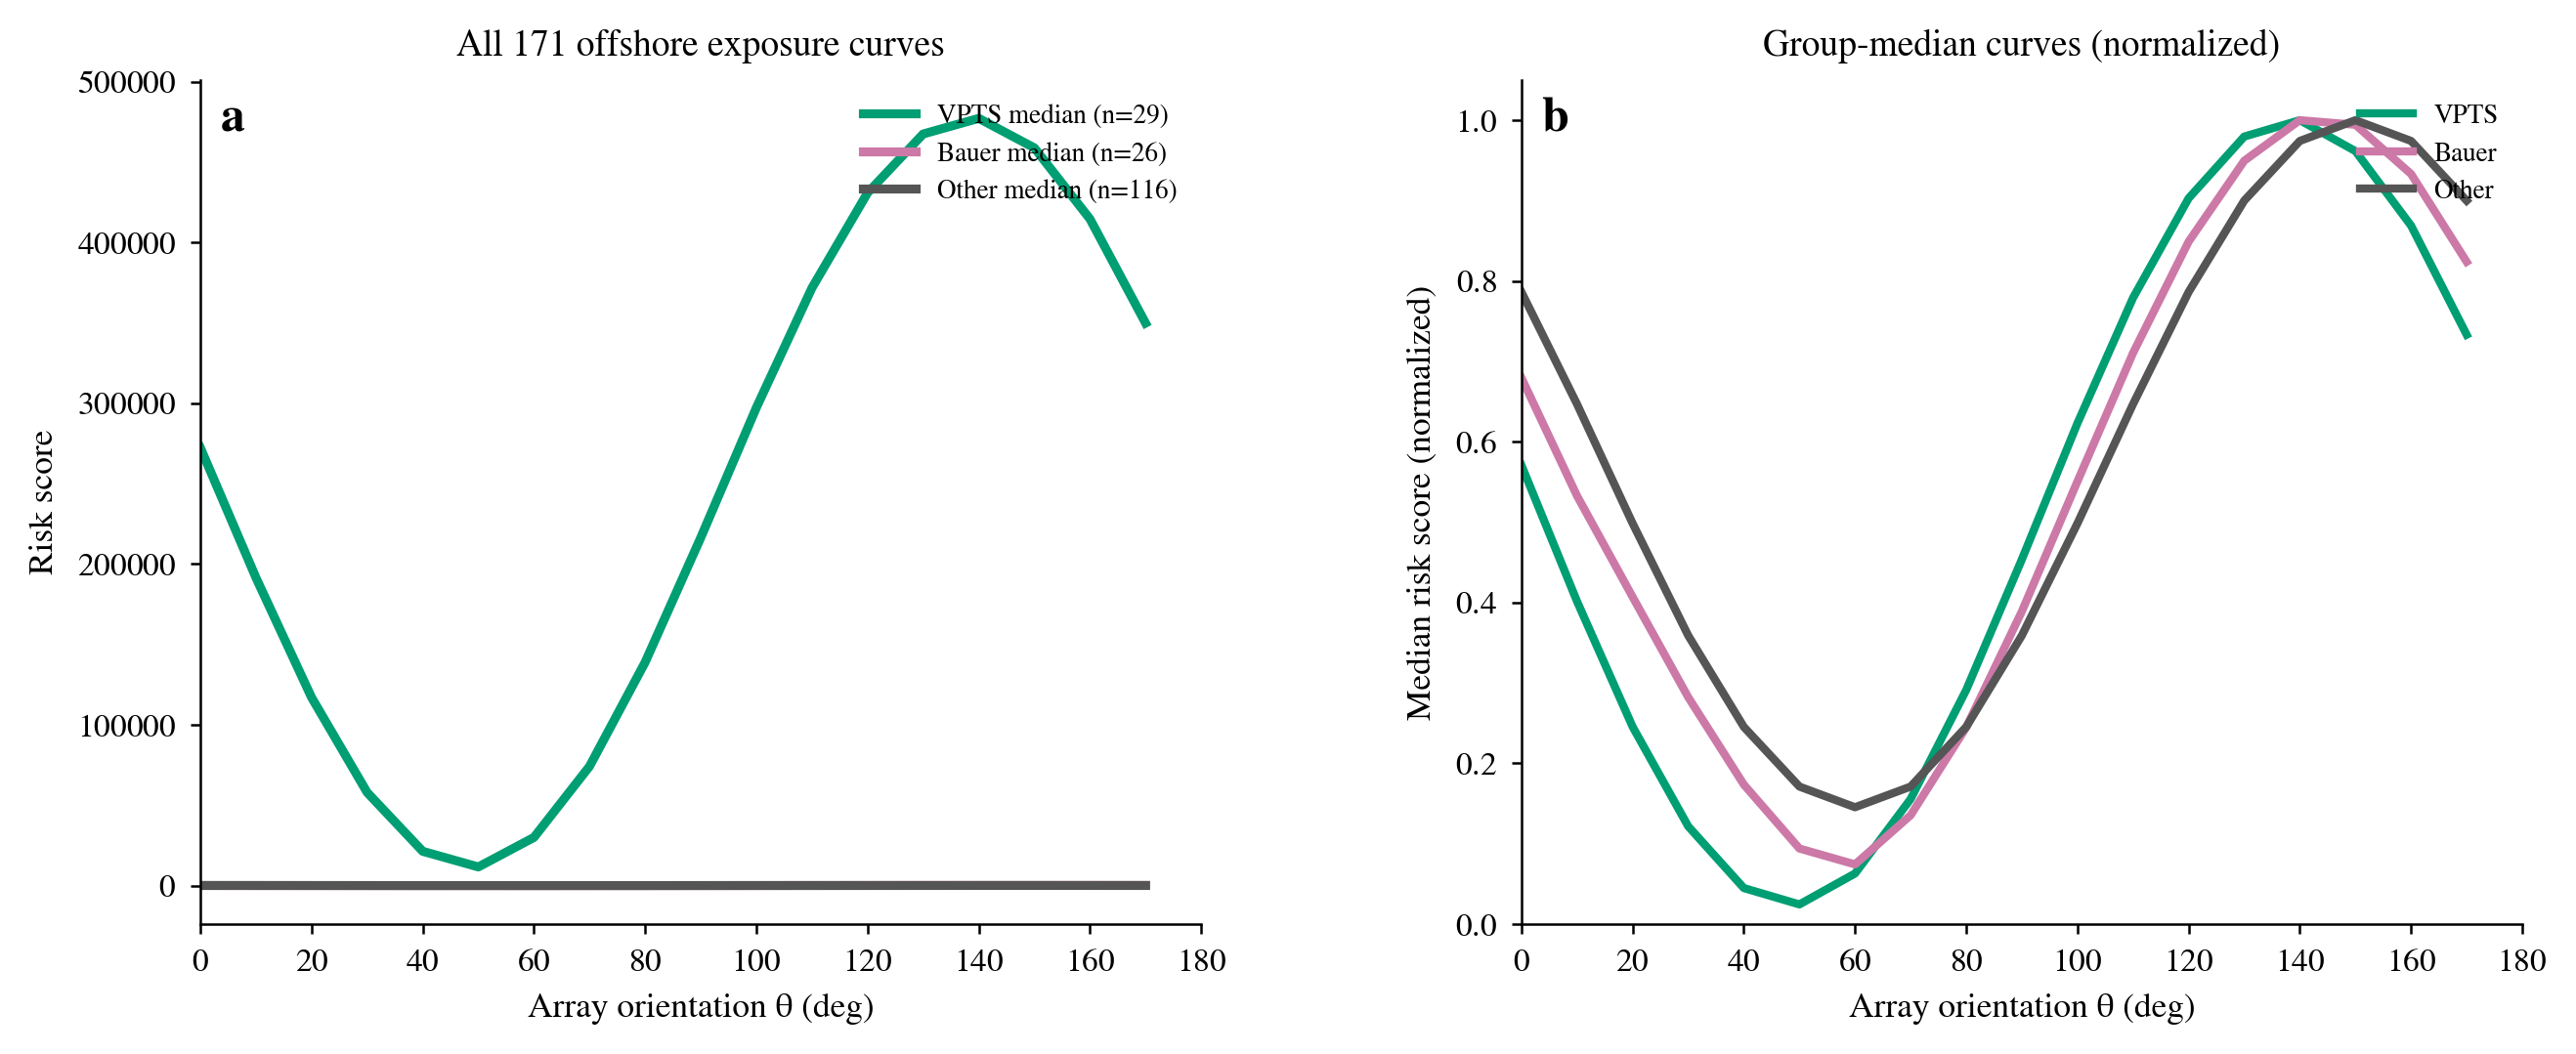 All 171 offshore exposure curves
a
VPTS median (n=29)
Bauer median (n=26)
Other median (n=116)
500000
400000
300000
200000
100000
0
Risk score
0 20 40 60 80 100 120 140 160 180
Array orientation θ (deg)
Group-median curves (normalized)
b
VPTS
Bauer
Other
1.0
0.8
0.6
0.4
0.2
0.0
Median risk score (normalized)
0 20 40 60 80 100 120 140 160 180
Array orientation θ (deg)